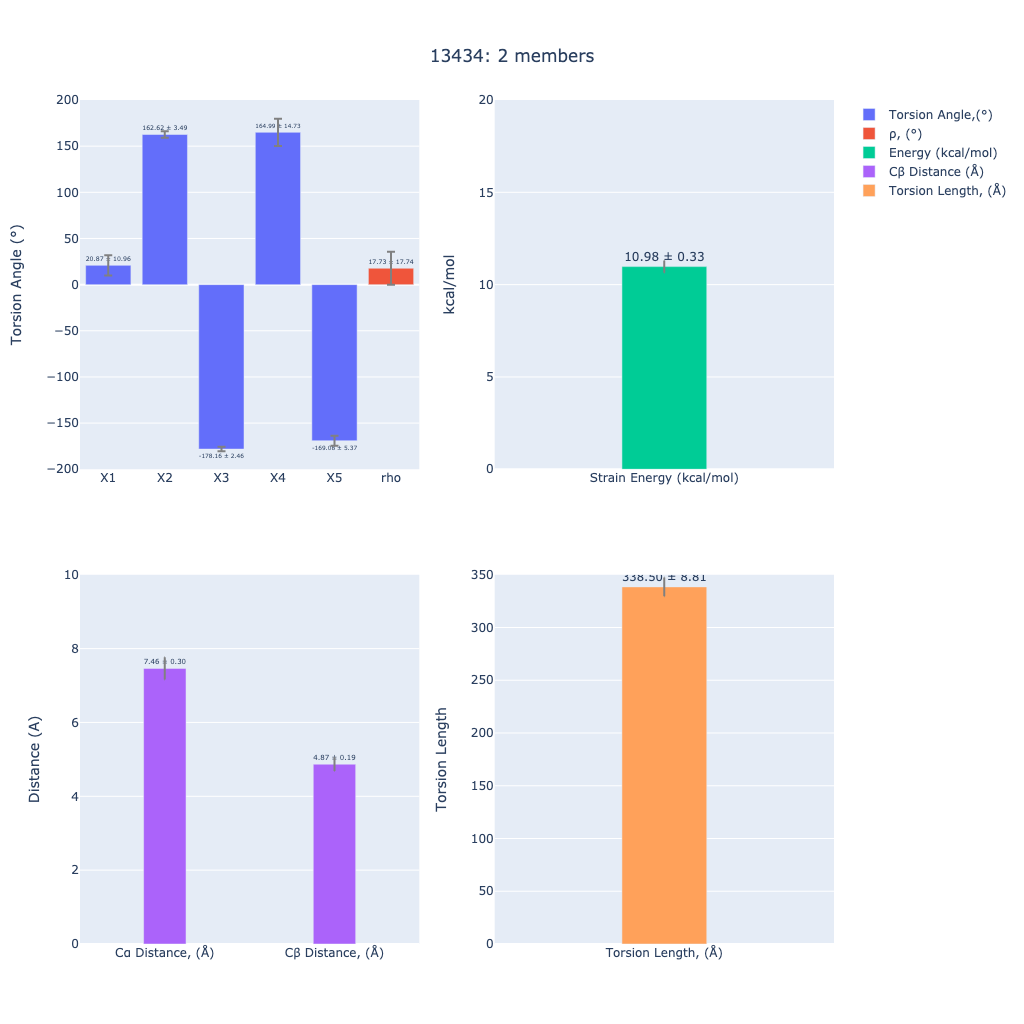 13434: 2 members
Torsion Angle (°)
200
150
100
50
0
−50
−100
−150
−200
20.87 ± 10.96
162.62 ± 3.49
-178.16 ± 2.46
164.99 ± 14.73
-169.08 ± 5.37
17.73 ± 17.74
X1 X2 X3 X4 X5 rho
kcal/mol
20
15
10
5
0
10.98 ± 0.33
Strain Energy (kcal/mol)
Torsion Angle,(°)
ρ, (°)
Energy (kcal/mol)
Cβ Distance (Å)
Torsion Length, (Å)
Distance (A)
10
8
6
4
2
0
7.46 ± 0.30
4.87 ± 0.19
Cα Distance, (Å) Cβ Distance, (Å)
Torsion Length
350
300
250
200
150
100
50
0
338.50 ± 8.81
Torsion Length, (Å)